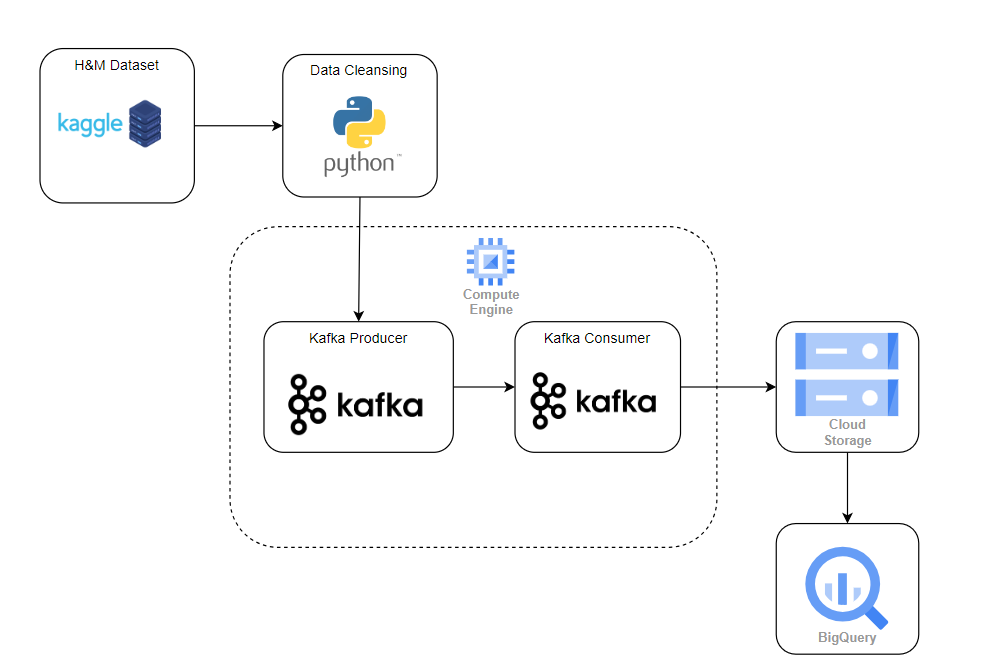 H&M Dataset
kaggle
Data Cleansing
python™
Compute
Engine
Kafka Producer
kafka
Kafka Consumer
kafka
Cloud
Storage
BigQuery